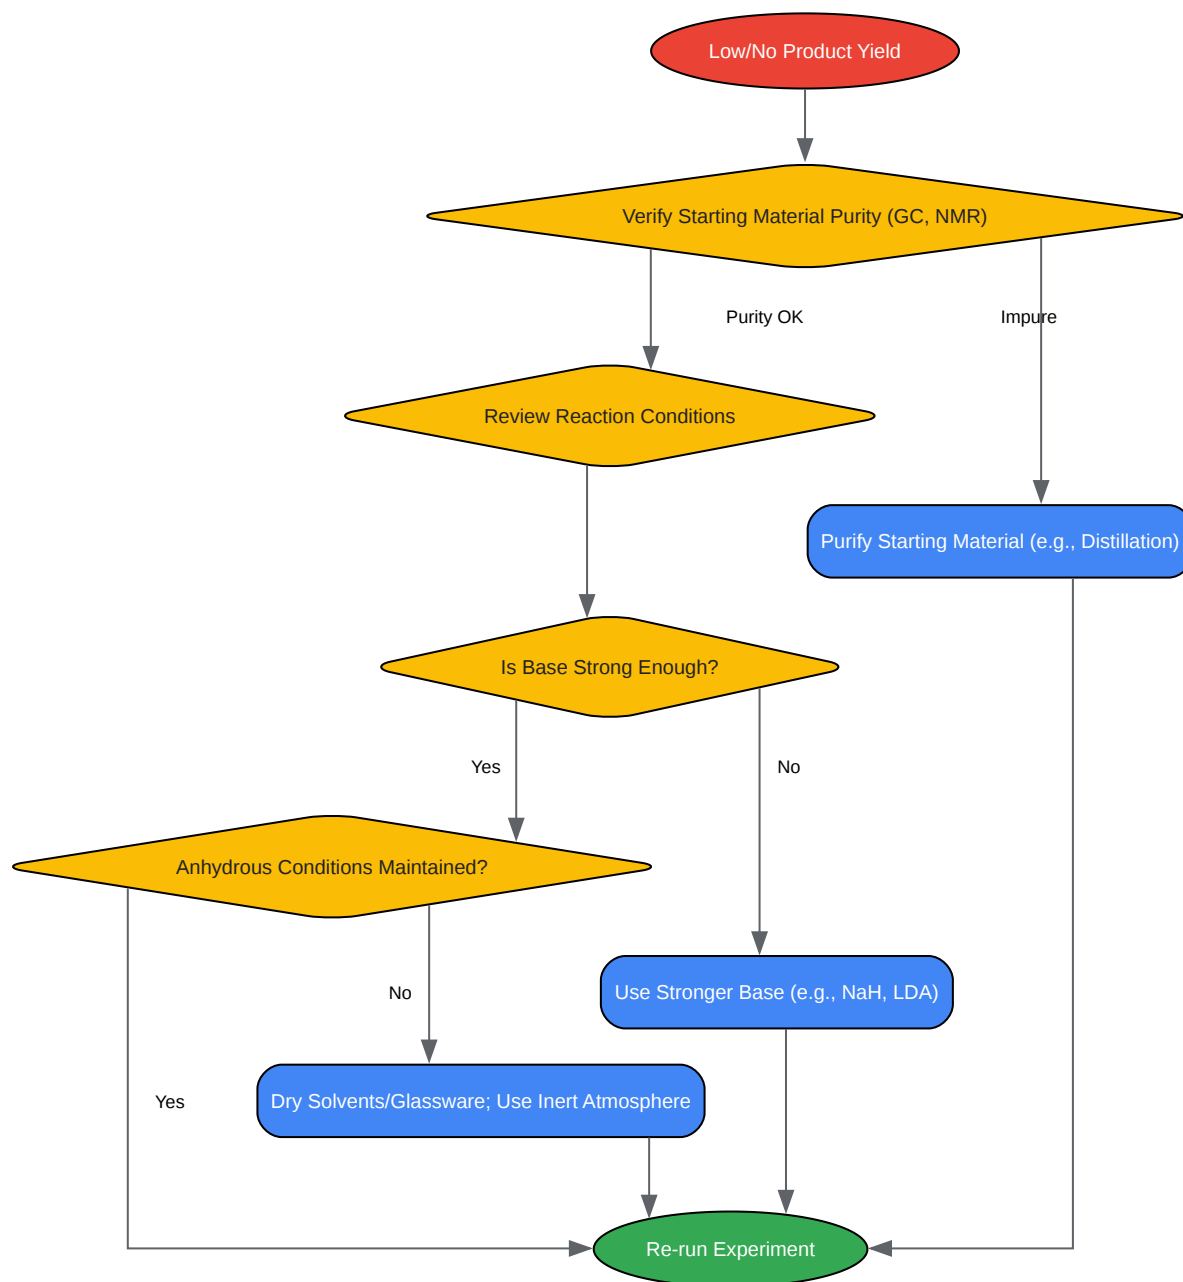 Low/No Product Yield
Verify Starting Material Purity (GC, NMR)
Purity OK
Impure
Review Reaction Conditions
Purify Starting Material (e.g., Distillation)
Is Base Strong Enough?
Yes
No
Anhydrous Conditions Maintained?
No
Use Stronger Base (e.g., NaH, LDA)
Yes
Dry Solvents/Glassware; Use Inert Atmosphere
Re-run Experiment